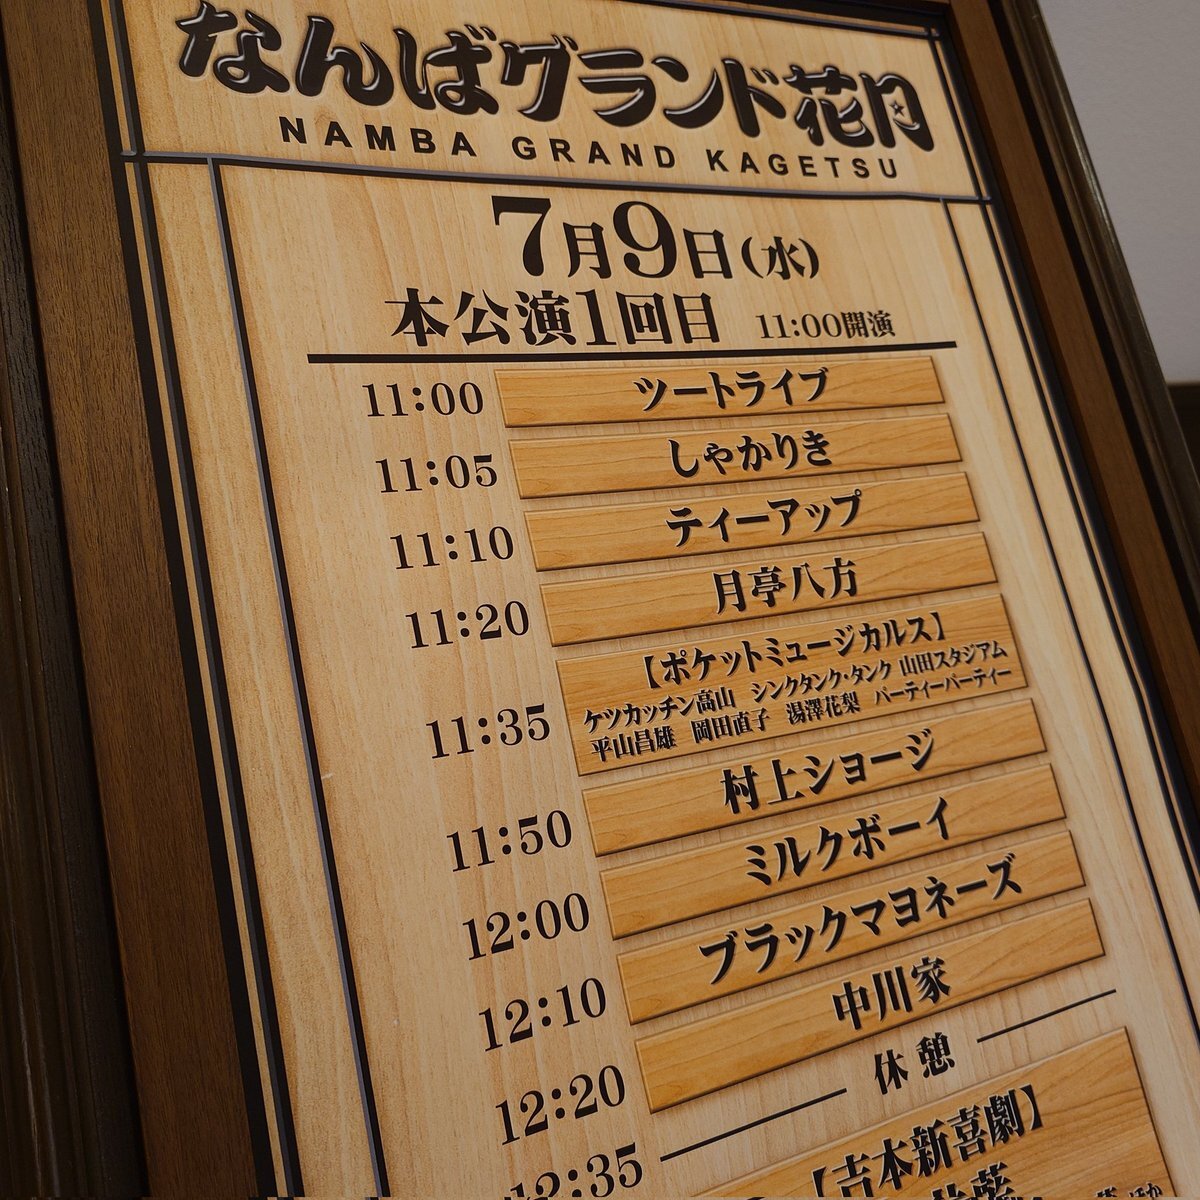 なんばグランド花月
NAMBA GRAND KAGETSU
7月9日(水)
本公演1回目 11:00開演
11:00 ツートライブ
11:05 しゃかりき
11:10 ティーアップ
11:20 月亭八方
11:35 【ポケットミュージカルス】
ケツカッチン高山 シンクタンク・タンク 山田スタジアム
平山昌雄 岡田直子 湯澤花梨 パーティーパーティー
11:50 村上ショージ
12:00 ミルクボーイ
12:10 ブラックマヨネーズ
12:20 中川家
12:35 休憩
【吉本新喜劇】